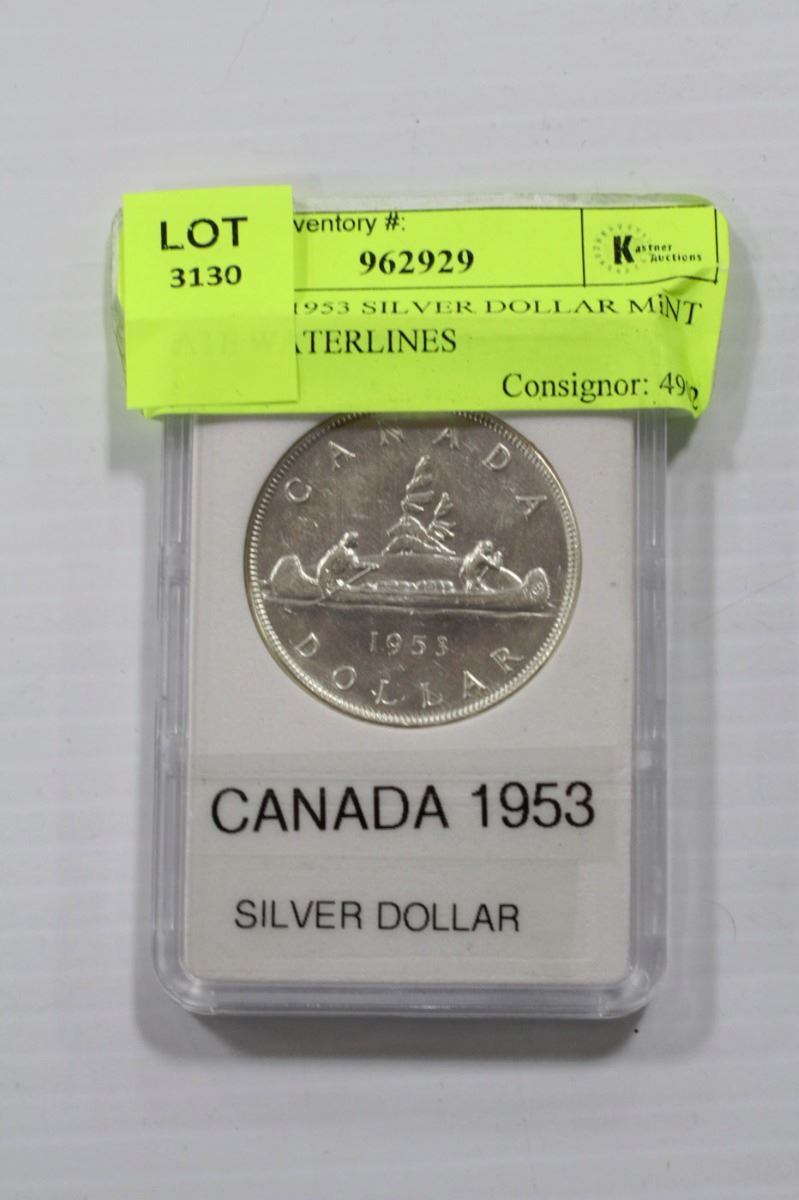 LOT
3130
ventory #:
962929
Kastner
Auctions
1953 SILVER DOLLAR MINT
ATERLINES
Consignor: 49
CANADA
1953
DOLLAR
CANADA 1953
SILVER DOLLAR